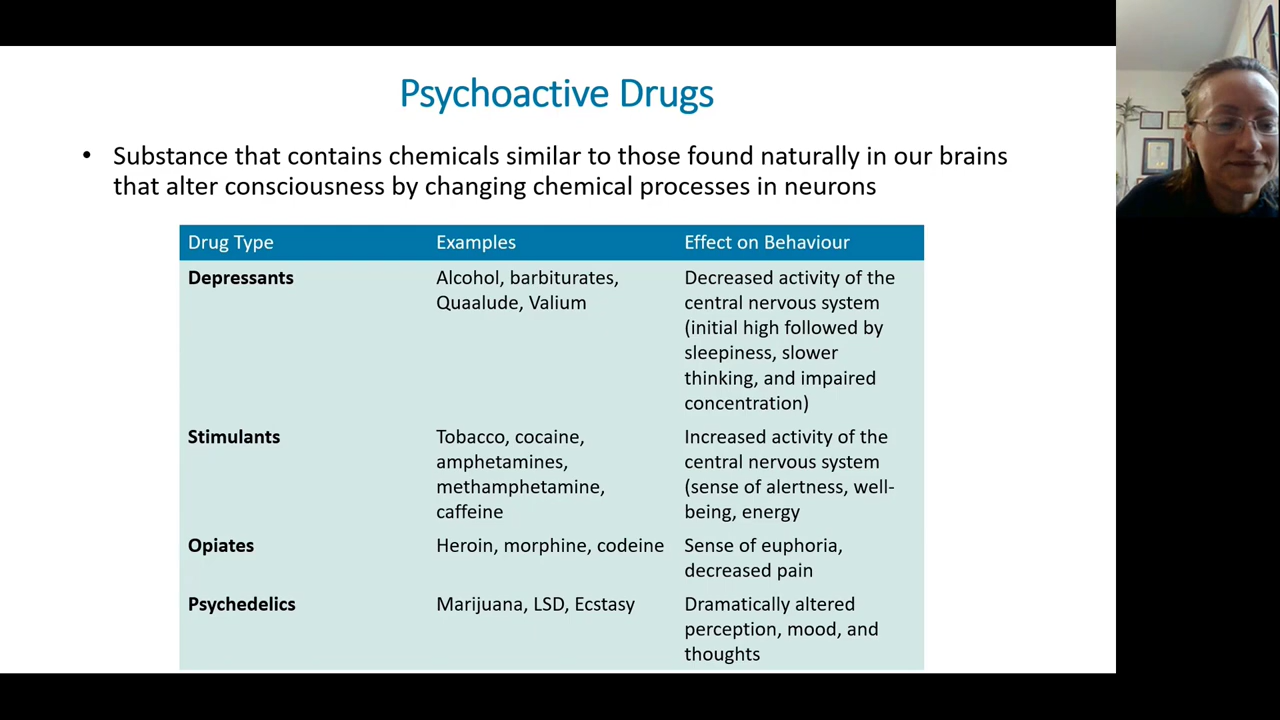 Psychoactive Drugs
• Substance that contains chemicals similar to those found naturally in our brains
that alter consciousness by changing chemical processes in neurons
Drug Type Examples Effect on Behaviour
Depressants Alcohol, barbiturates, Decreased activity of the
Quaalude, Valium central nervous system
(initial high followed by
sleepiness, slower
thinking, and impaired
concentration)
Stimulants Tobacco, cocaine, Increased activity of the
amphetamines, central nervous system
methamphetamine, (sense of alertness, well-
caffeine being, energy
Opiates Heroin, morphine, codeine Sense of euphoria,
decreased pain
Psychedelics Marijuana, LSD, Ecstasy Dramatically altered
perception, mood, and
thoughts